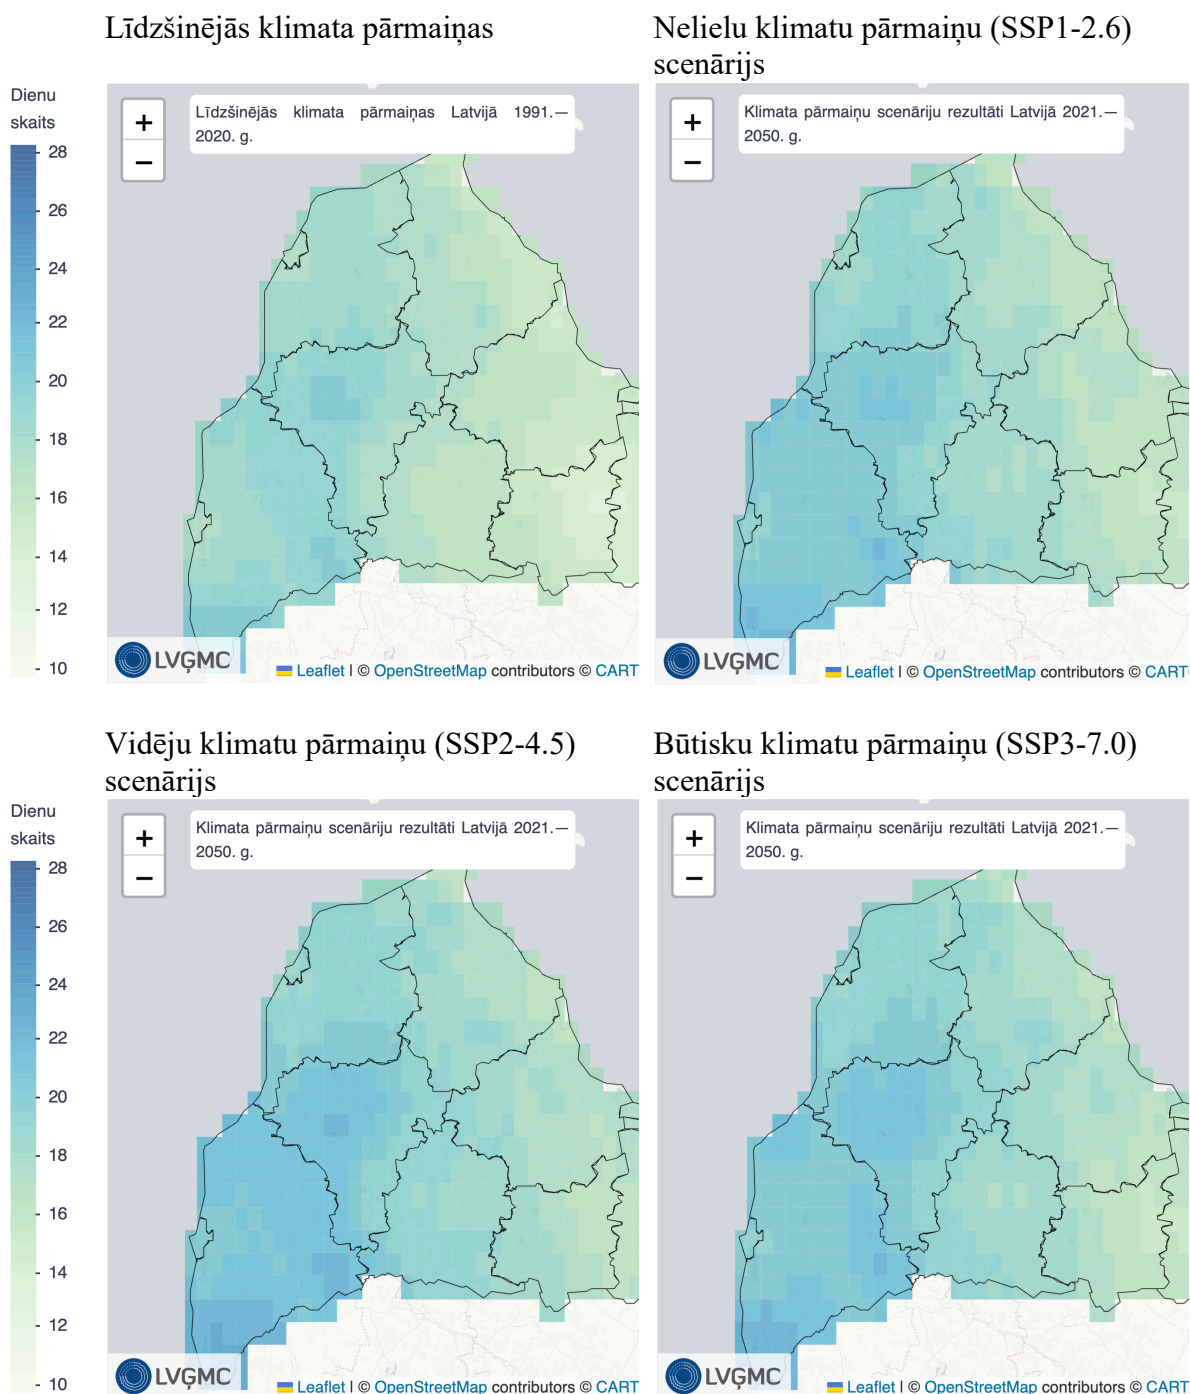 Līdzšinējās klimata pārmaiņas
Nelielu klimatu pārmaiņu (SSP1-2.6)
scenārijs
Dienu
skaits
28
26
24
22
20
18
16
14
12
10
+
−
Līdzšinējās klimata pārmaiņas Latvijā 1991.—
2020. g.
LVĢMC
Leaflet | © OpenStreetMap contributors © CART
+
−
Klimata pārmaiņu scenāriju rezultāti Latvijā 2021.—
2050. g.
LVĢMC
Leaflet | © OpenStreetMap contributors © CART
Vidēju klimatu pārmaiņu (SSP2-4.5)
scenārijs
Būtisku klimatu pārmaiņu (SSP3-7.0)
scenārijs
Dienu
skaits
28
26
24
22
20
18
16
14
12
10
+
−
Klimata pārmaiņu scenāriju rezultāti Latvijā 2021.—
2050. g.
LVĢMC
Leaflet | © OpenStreetMap contributors © CART
+
−
Klimata pārmaiņu scenāriju rezultāti Latvijā 2021.—
2050. g.
LVĢMC
Leaflet | © OpenStreetMap contributors © CART